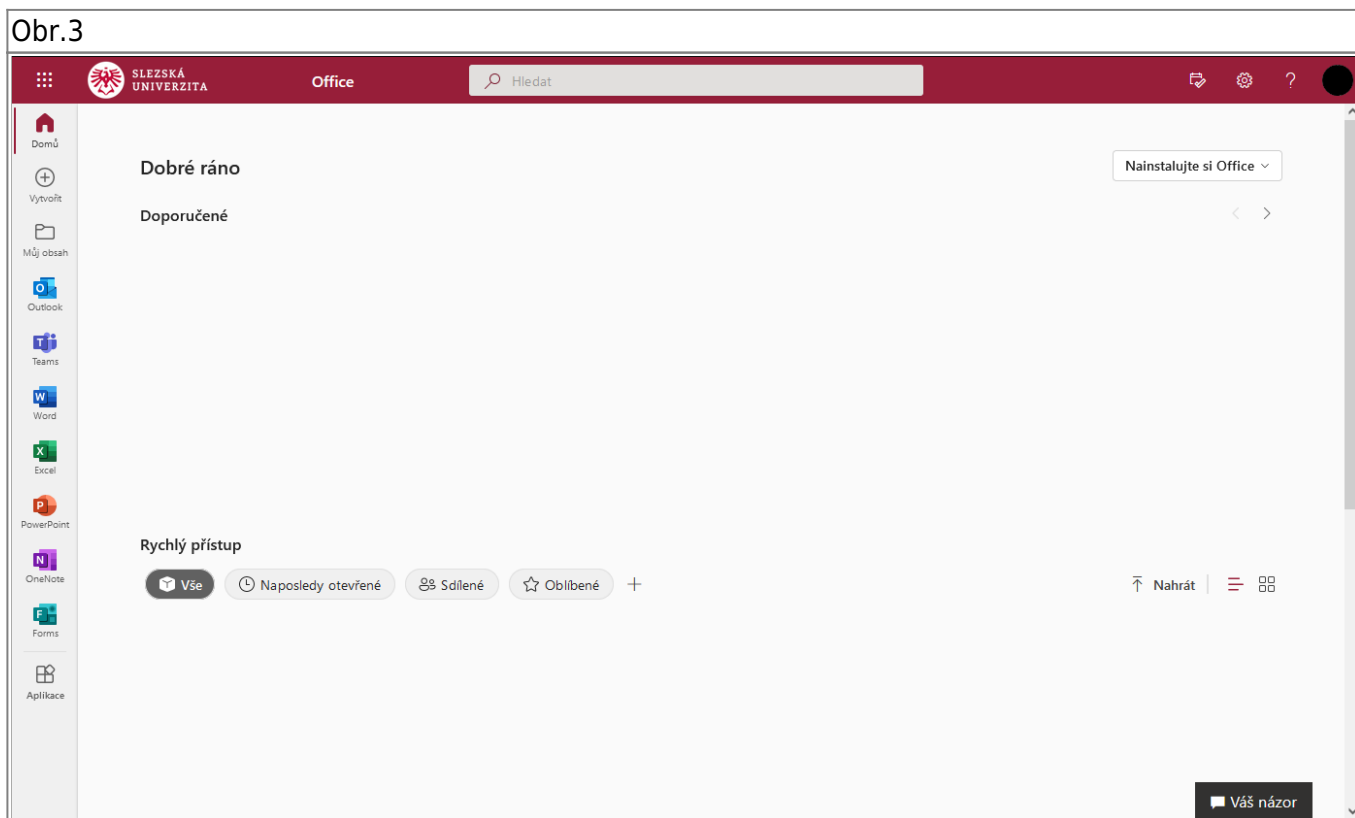 Obr.3
SLEZSKÁ
UNIVERZITA
Office
Hledat
?
Domů
Vytvořit
Můj obsah
Outlook
Teams
Word
Excel
PowerPoint
OneNote
Forms
Aplikace
Dobré ráno
Nainstalujte si Office
Doporučené
Rychlý přístup
Vše
Naposledy otevřené
Sdílené
Oblíbené
Nahrát
Váš názor